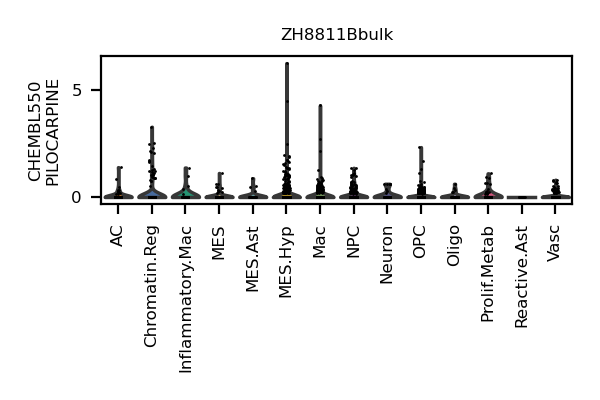 ZH8811Bbulk
CHEMBL550
PILOCARPINE
5
0
AC
Chromatin.Reg
Inflammatory.Mac
MES
MES.Ast
MES.Hyp
Mac
NPC
Neuron
OPC
Oligo
Prolif.Metab
Reactive.Ast
Vasc